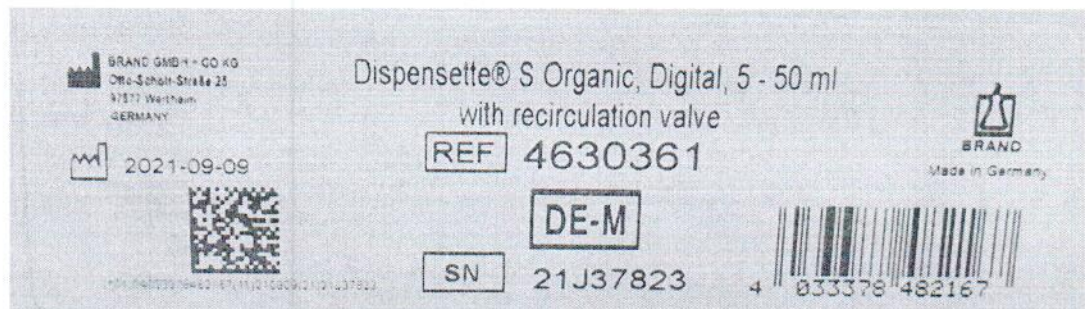 BRAND GMBH + CO KG
Otto-Schott-Straße 25
97877 Wertheim
GERMANY
2021-09-09
Dispensette® S Organic, Digital, 5 - 50 ml
with recirculation valve
REF 4630361
DE-M
SN 21J37823
BRAND
Made in Germany
4 033378 482167